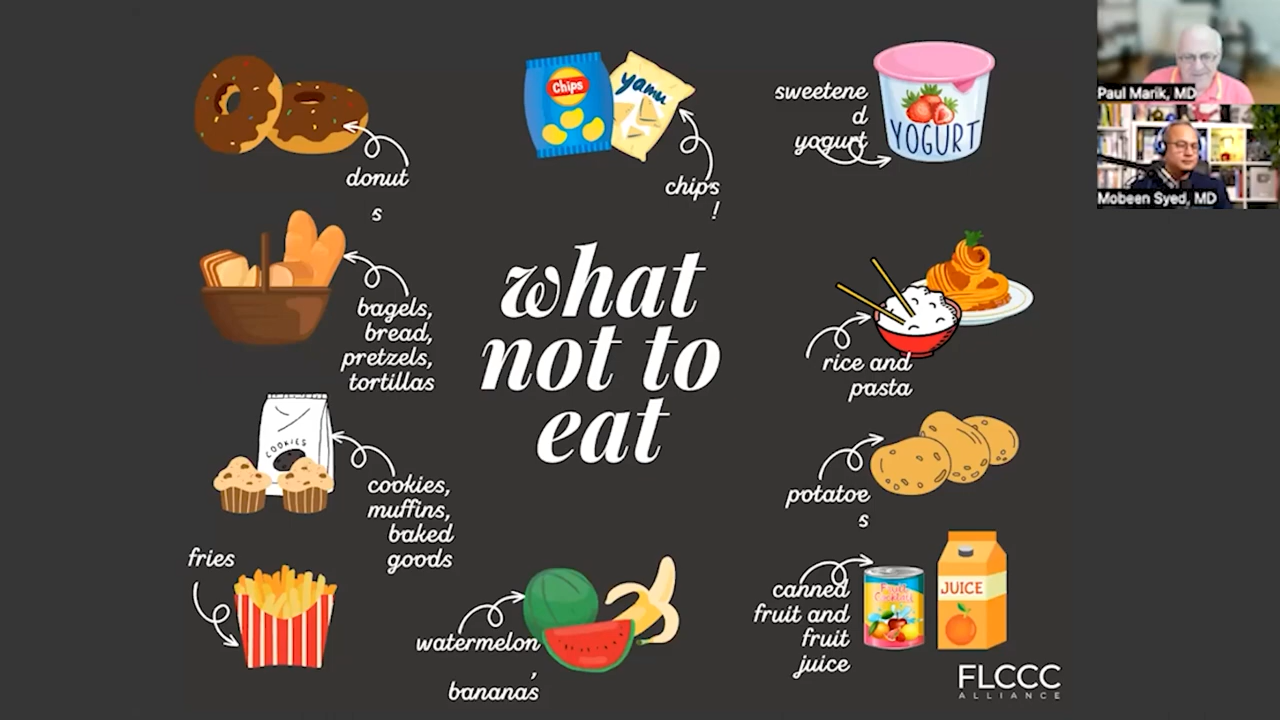 donut
s
Chips
yamu
chips
!
sweetene
d
yogurt
YOGURT
Paul Marik, MD
Mobeen Syed, MD
bagels,
bread,
pretzels,
tortillas
what
not to
eat
rice and
pasta
COOKIES
cookies,
muffins,
baked
goods
potatoe
s
fries
watermelon
,
bananas
canned
fruit and
fruit
juice
Fruit
Cocktail
JUICE
FLCCC
ALLIANCE